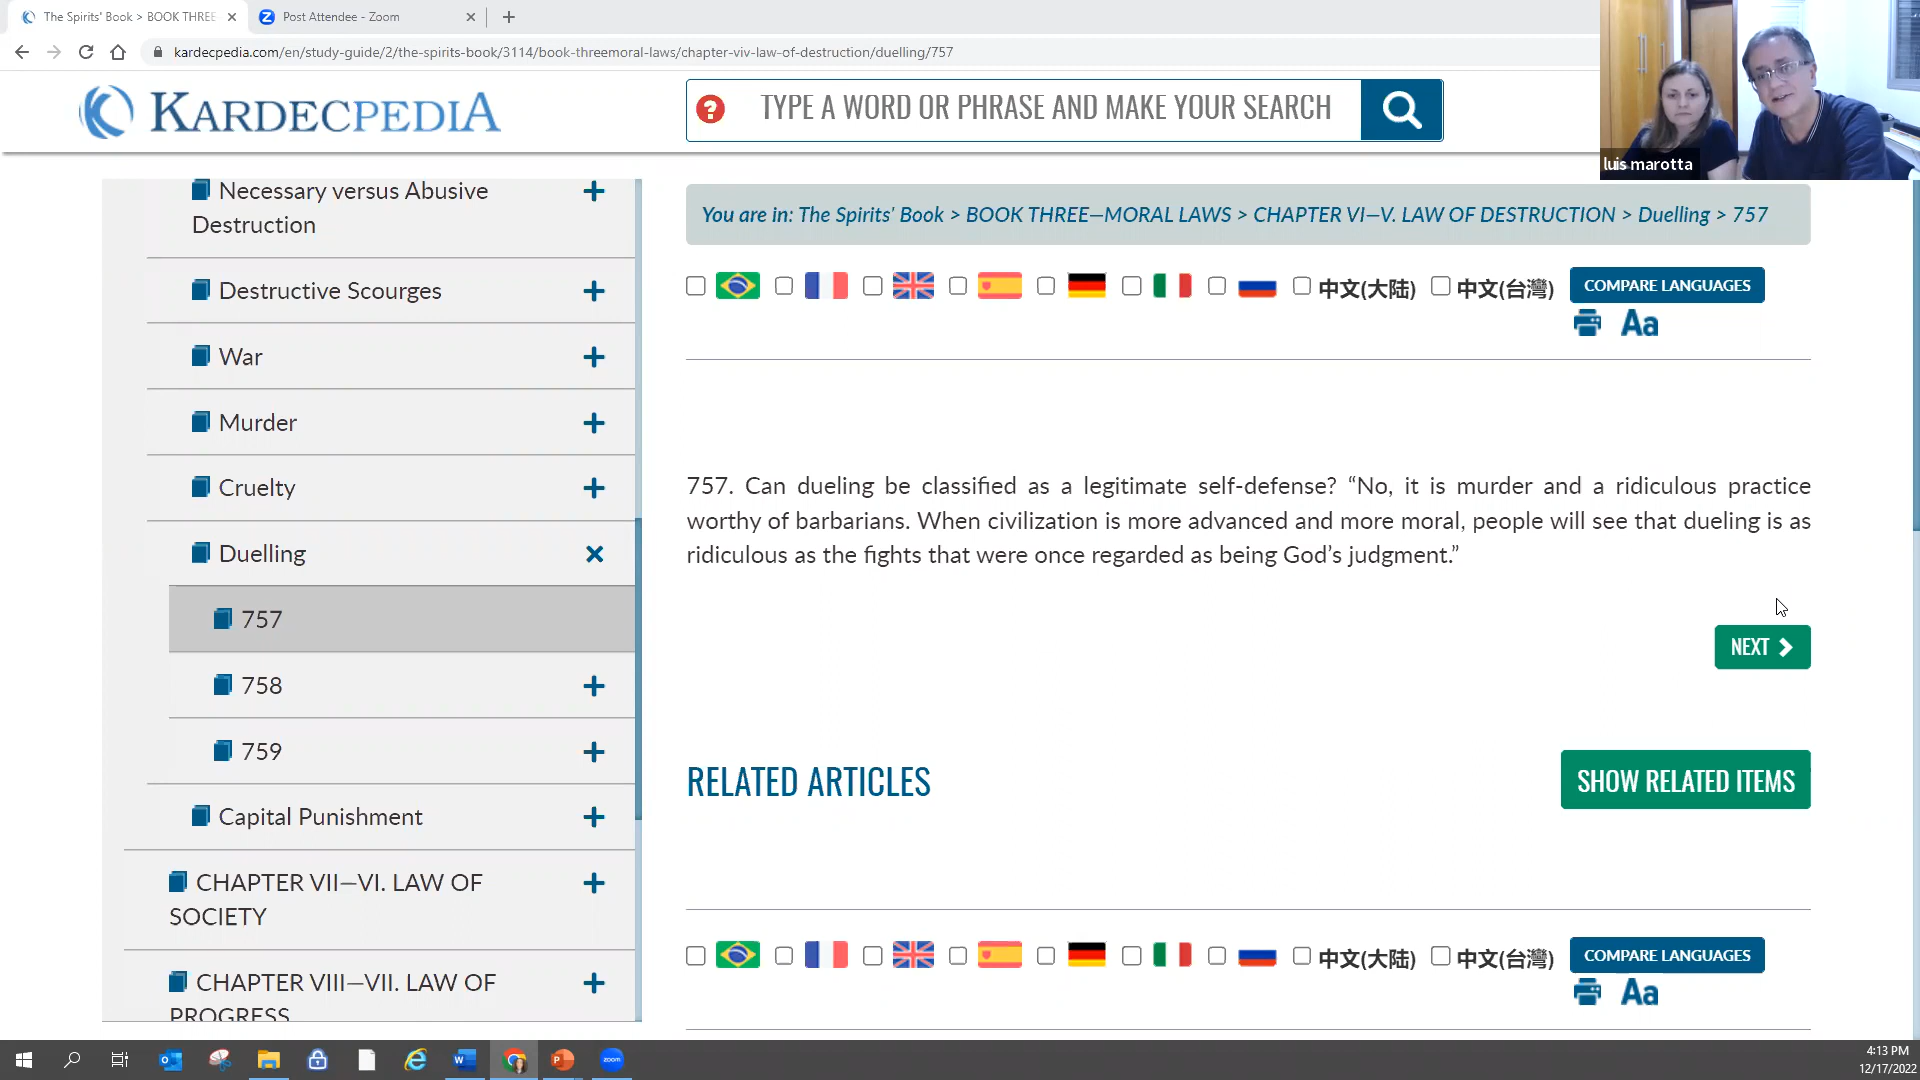 The Spirits' Book > BOOK THREE
Post Attendee - Zoom
kardecpedia.com/en/study-guide/2/the-spirits-book/3114/book-threemoral-laws/chapter-viv-law-of-destruction/duelling/757
KARDECPEDIA
TYPE A WORD OR PHRASE AND MAKE YOUR SEARCH
luis marotta
Necessary versus Abusive
Destruction
Destructive Scourges
War
Murder
Cruelty
Duelling
757
758
759
Capital Punishment
CHAPTER VII—VI. LAW OF
SOCIETY
CHAPTER VIII—VII. LAW OF
PROGRESS
You are in: The Spirits' Book > BOOK THREE—MORAL LAWS > CHAPTER VI—V. LAW OF DESTRUCTION > Duelling > 757
中文(大陆) 中文(台灣) COMPARE LANGUAGES
Aa
757. Can dueling be classified as a legitimate self-defense? “No, it is murder and a ridiculous practice
worthy of barbarians. When civilization is more advanced and more moral, people will see that dueling is as
ridiculous as the fights that were once regarded as being God’s judgment.”
NEXT
RELATED ARTICLES
SHOW RELATED ITEMS
中文(大陆) 中文(台灣) COMPARE LANGUAGES
Aa
zoom
4:13 PM
12/17/2022